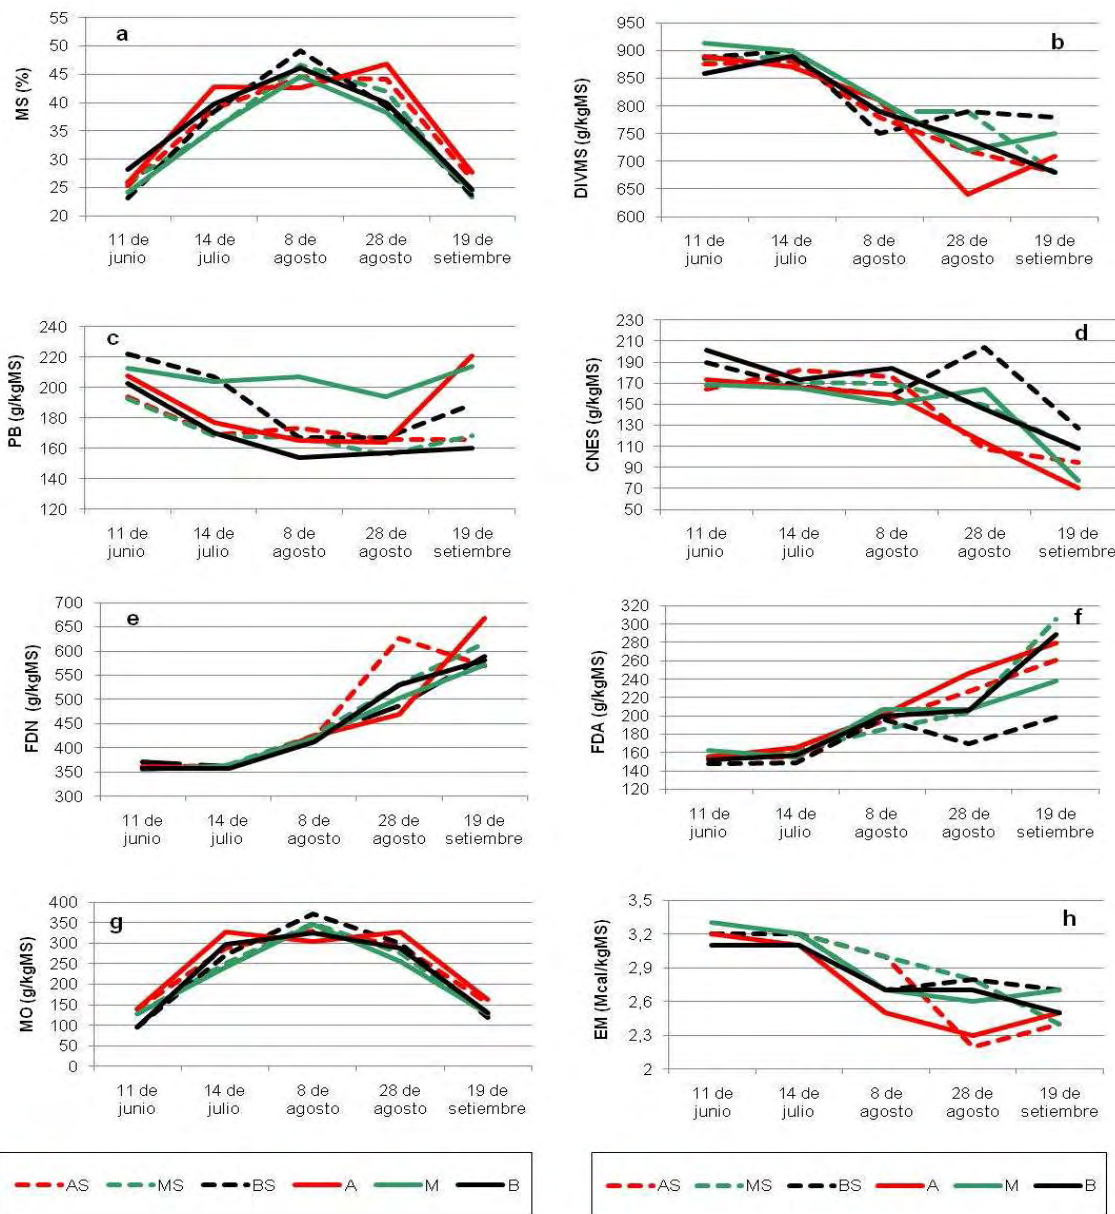 a
MS (%)
55
50
45
40
35
30
25
20
11 de junio
14 de julio
8 de agosto
28 de agosto
19 de setiembre
b
DIVMS (g/kgMS)
950
900
850
800
750
700
650
600
11 de junio
14 de julio
8 de agosto
28 de agosto
19 de setiembre
c
PB (g/kgMS)
240
220
200
180
160
140
120
11 de junio
14 de julio
8 de agosto
28 de agosto
19 de setiembre
d
CNES (g/kgMS)
230
210
190
170
150
130
110
90
70
50
11 de junio
14 de julio
8 de agosto
28 de agosto
19 de setiembre
e
FDN (g/kgMS)
700
650
600
550
500
450
400
350
300
11 de junio
14 de julio
8 de agosto
28 de agosto
19 de setiembre
f
FDA (g/kgMS)
320
300
280
260
240
220
200
180
160
140
120
11 de junio
14 de julio
8 de agosto
28 de agosto
19 de setiembre
g
MO (g/kgMS)
400
350
300
250
200
150
100
50
0
11 de junio
14 de julio
8 de agosto
28 de agosto
19 de setiembre
h
EM (Mcal/kgMS)
3,5
3,2
2,9
2,6
2,3
2
11 de junio
14 de julio
8 de agosto
28 de agosto
19 de setiembre
AS MS BS A M B
AS MS BS A M B